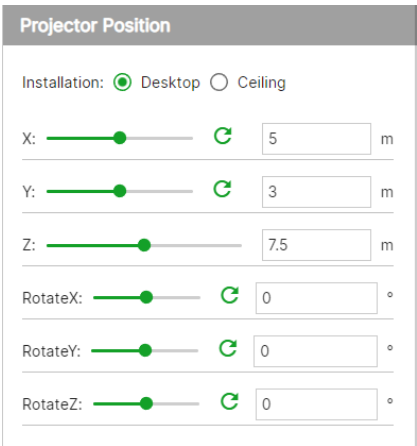 Projector Position
Installation: Desktop Ceiling
X: 5 m
Y: 3 m
Z: 7.5 m
RotateX: 0 °
RotateY: 0 °
RotateZ: 0 °